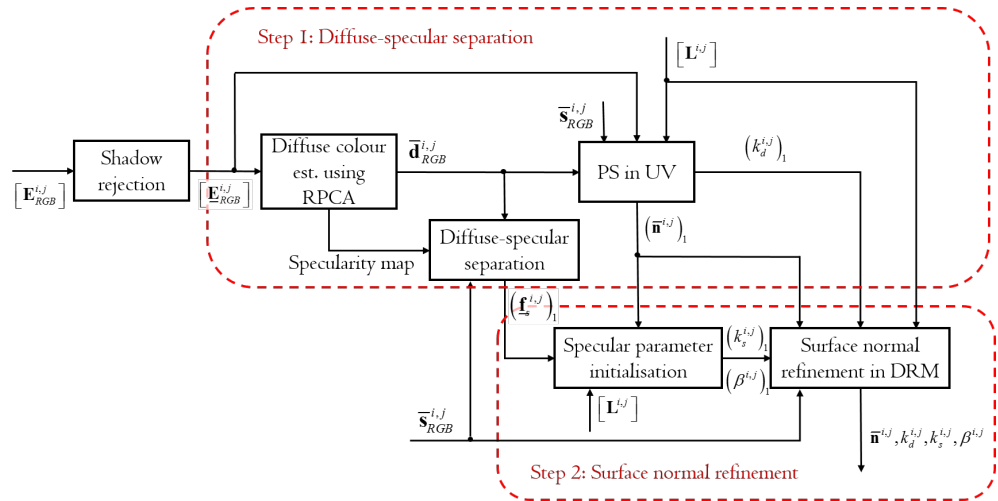 Step 1: Diffuse-specular separation
[L^{i,j}]
s̅_{RGB}^{i,j}
Shadow
rejection
Diffuse colour
est. using
RPCA
d̅_{RGB}^{i,j}
PS in UV
(k_d^{i,j})_1
[E_{RGB}^{i,j}]
[E̲_{RGB}^{i,j}]
Specularity map
Diffuse-specular
separation
(n̅^{i,j})_1
(f̲_s^{i,j})_1
Specular parameter
initialisation
(k_s^{i,j})_1
(β^{i,j})_1
Surface normal
refinement in DRM
[L^{i,j}]
s̅_{RGB}^{i,j}
n̅^{i,j}, k_d^{i,j}, k_s^{i,j}, β^{i,j}
Step 2: Surface normal refinement